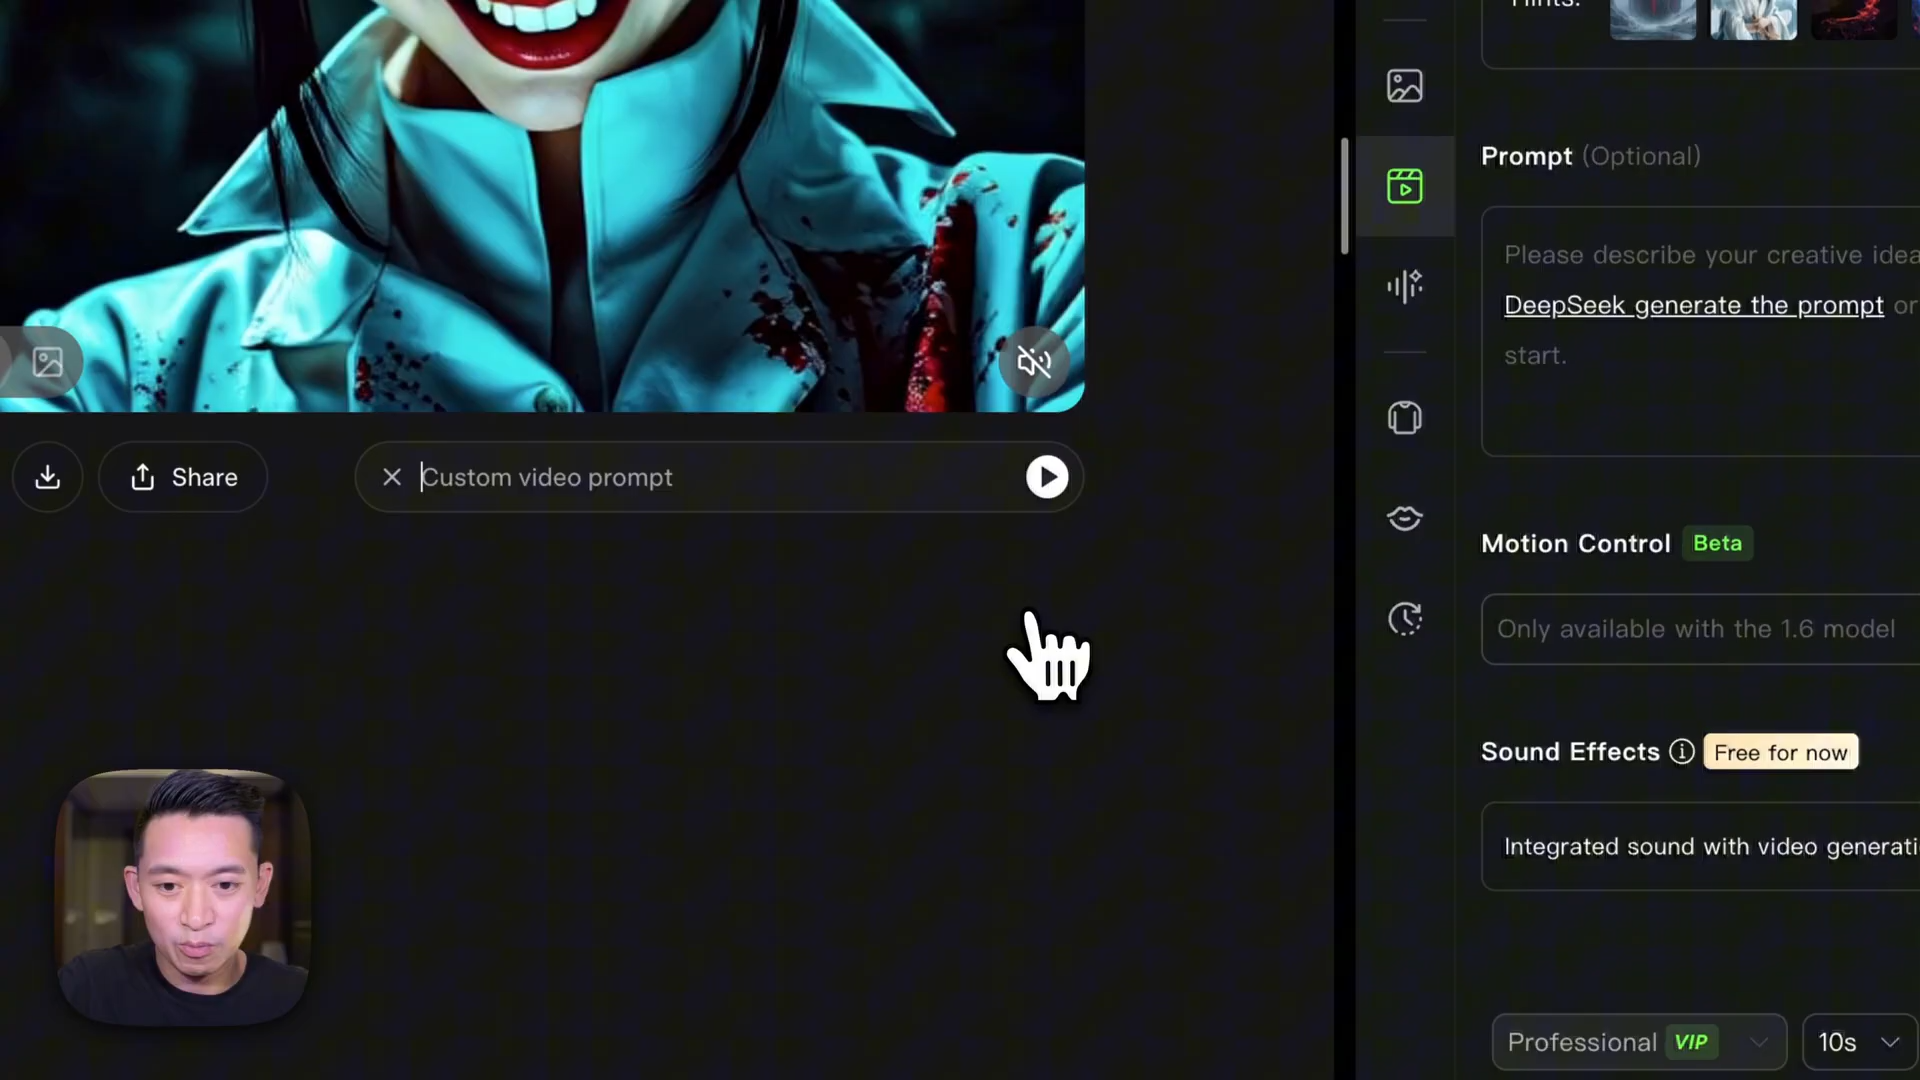 Share
Custom video prompt
Prompt (Optional)
Please describe your creative idea
DeepSeek generate the prompt or
start.
Motion Control Beta
Only available with the 1.6 model
Sound Effects Free for now
Integrated sound with video generati
Professional VIP
10s